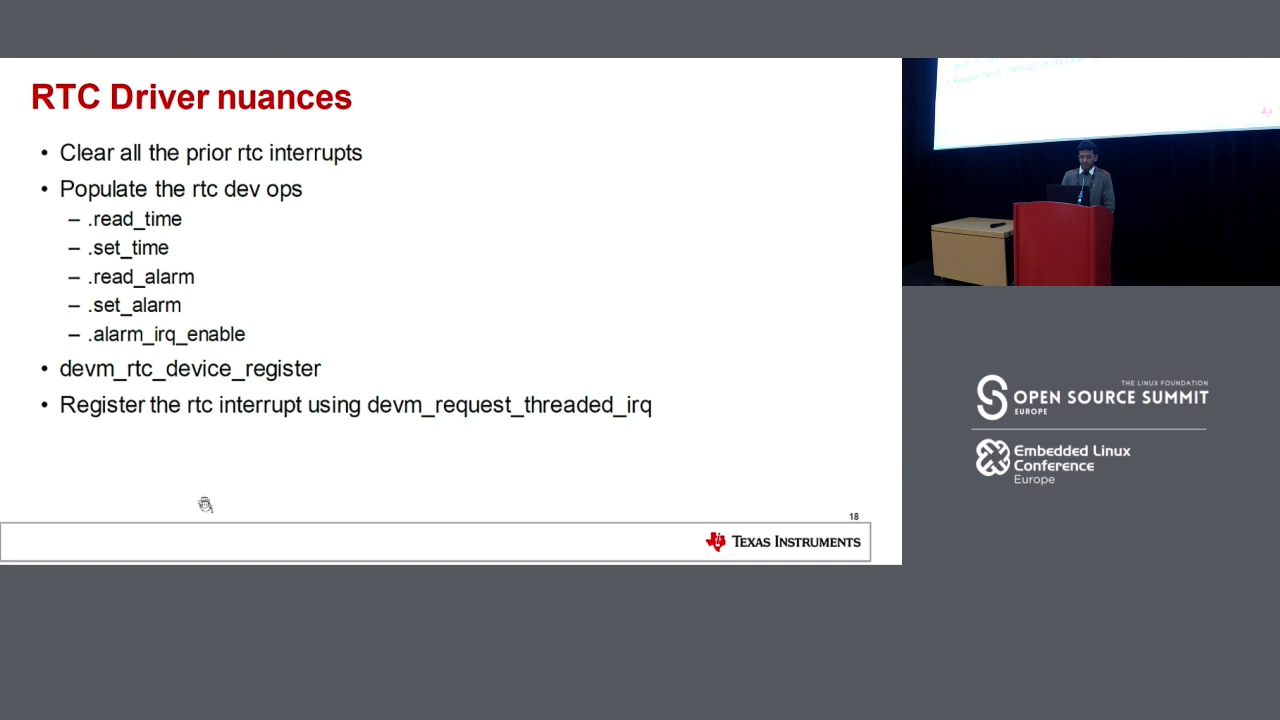 RTC Driver nuances
• Clear all the prior rtc interrupts
• Populate the rtc dev ops
– .read_time
– .set_time
– .read_alarm
– .set_alarm
– .alarm_irq_enable
• devm_rtc_device_register
• Register the rtc interrupt using devm_request_threaded_irq
18
TEXAS INSTRUMENTS
THE LINUX FOUNDATION
OPEN SOURCE SUMMIT
EUROPE
Embedded Linux
Conference
Europe